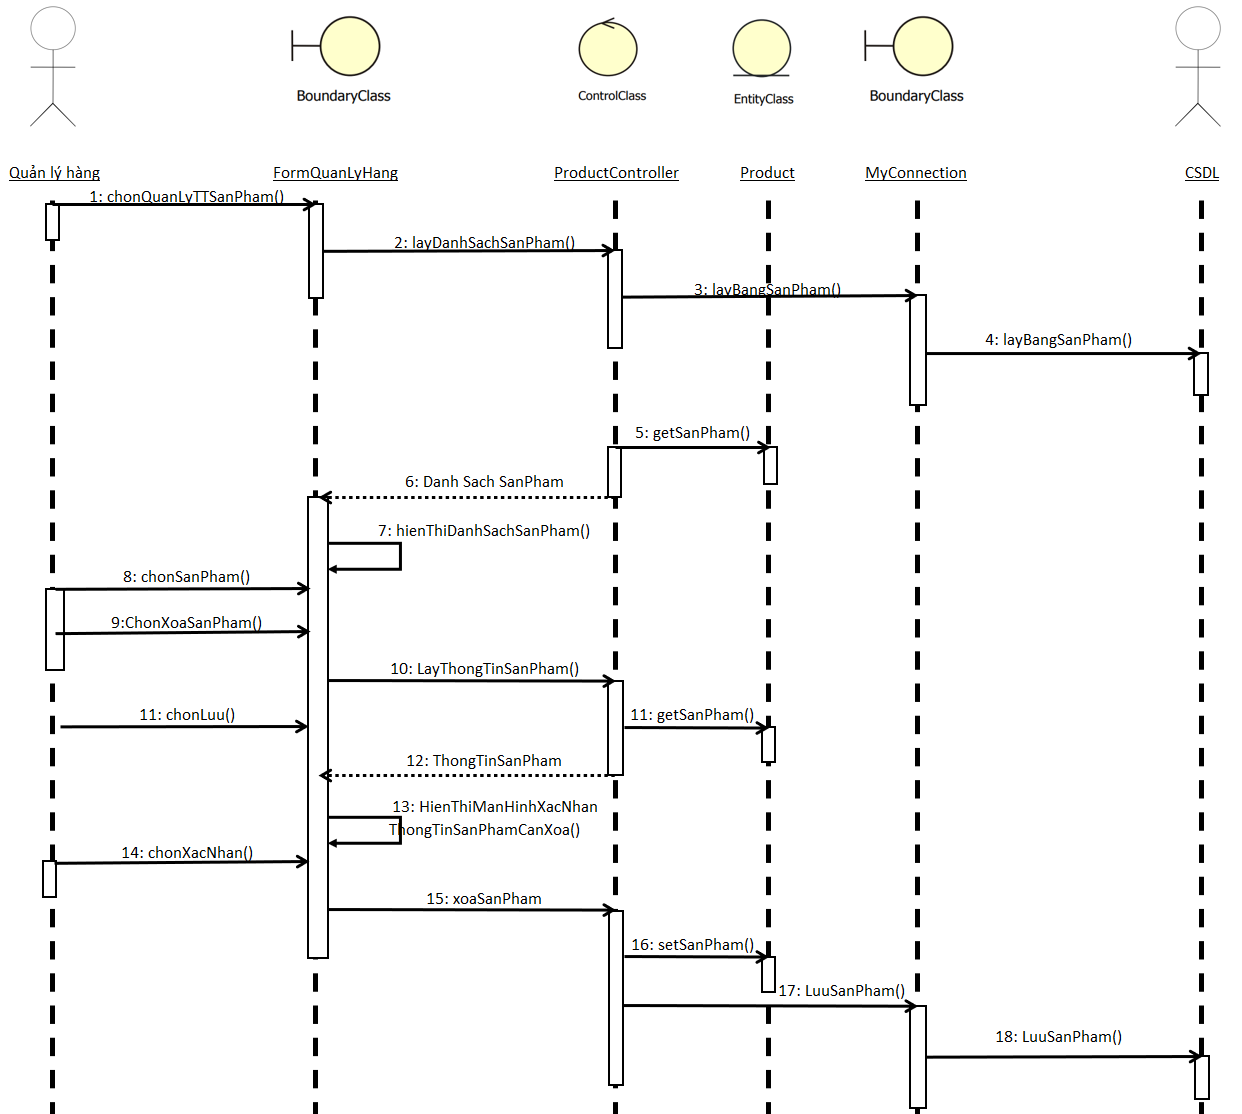 BoundaryClass
ControlClass
EntityClass
BoundaryClass
Quản lý hàng
FormQuanLyHang
ProductController
Product
MyConnection
CSDL
1: chonQuanLyTTSanPham()
2: layDanhSachSanPham()
3: layBangSanPham()
4: layBangSanPham()
5: getSanPham()
6: Danh Sach SanPham
7: hienThiDanhSachSanPham()
8: chonSanPham()
9:ChonXoaSanPham()
10: LayThongTinSanPham()
11: chonLuu()
11: getSanPham()
12: ThongTinSanPham
13: HienThiManHinhXacNhan
ThongTinSanPhamCanXoa()
14: chonXacNhan()
15: xoaSanPham
16: setSanPham()
17: LuuSanPham()
18: LuuSanPham()